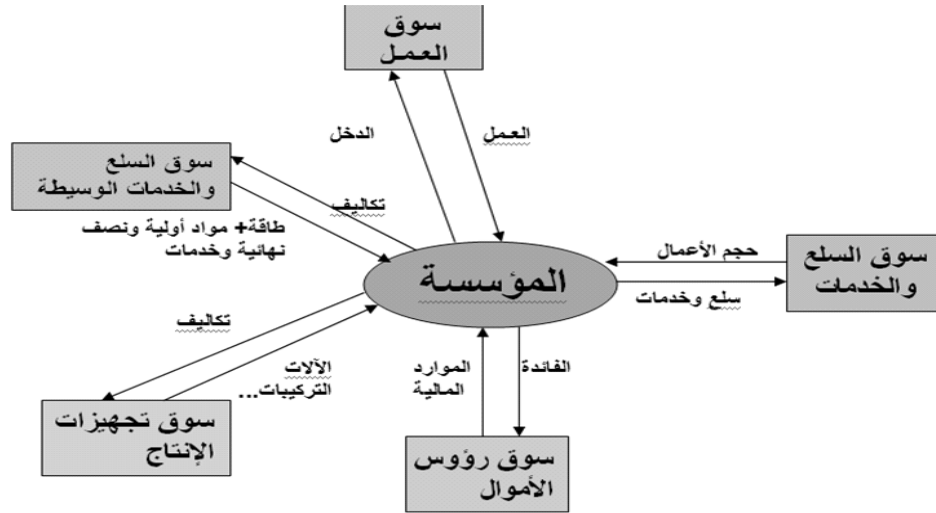 سوق
العمل
الدخل
العمل
سوق السلع
والخدمات الوسيطة
تكاليف
طاقة+ مواد أولية ونصف
نهائية وخدمات
المؤسسة
حجم الأعمال
سلع وخدمات
سوق السلع
والخدمات
تكاليف
الآلات
التركيبات...
الموارد
المالية
الفائدة
سوق تجهيزات
الإنتاج
سوق رؤوس
الأموال